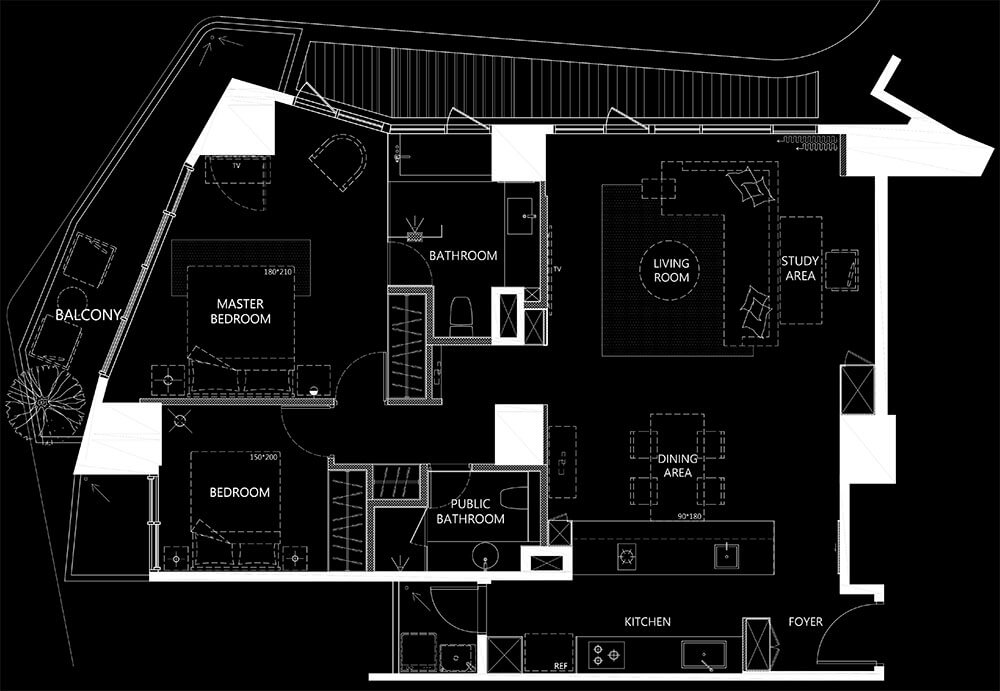 TV
BATHROOM
TV
LIVING
ROOM
STUDY
AREA
180*210
MASTER
BEDROOM
BALCONY
150*200
BEDROOM
PUBLIC
BATHROOM
DINING
AREA
90*180
KITCHEN
FOYER
REF